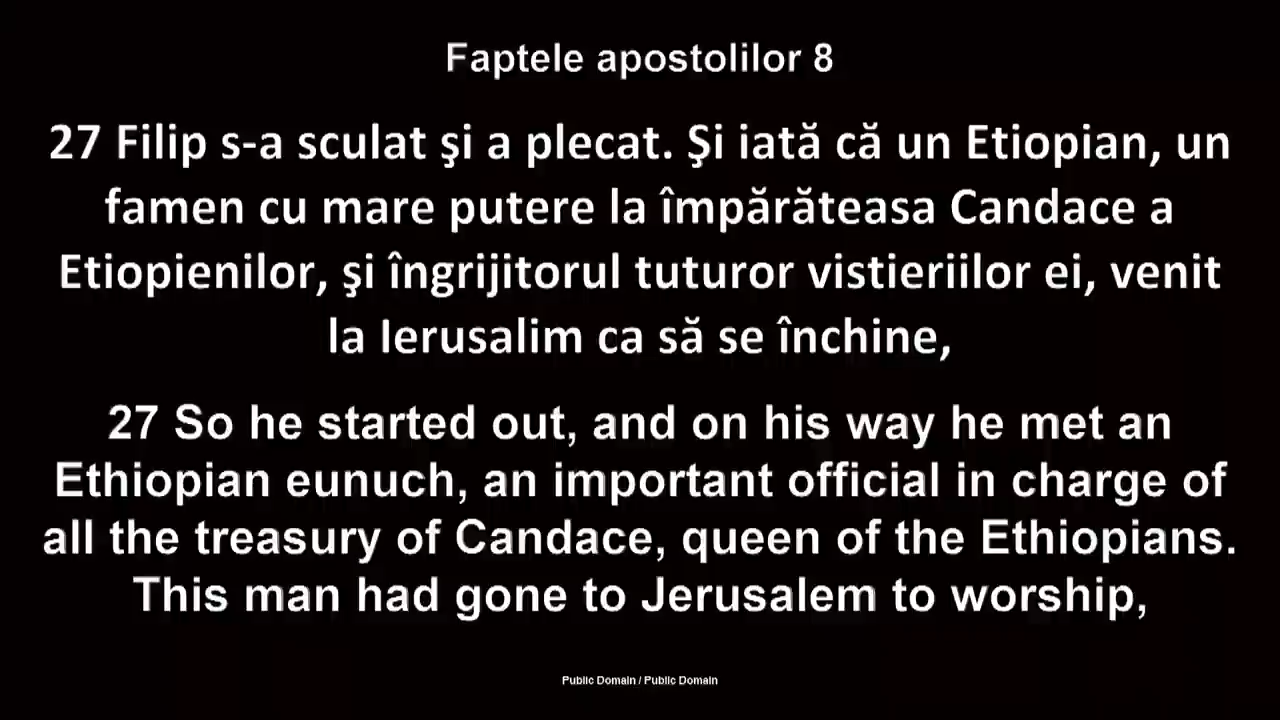 Faptele apostolilor 8
27 Filip s-a sculat şi a plecat. Şi iată că un Etiopian, un
famen cu mare putere la împărăteasa Candace a
Etiopienilor, şi îngrijitorul tuturor vistieriilor ei, venit
la Ierusalim ca să se închine,
27 So he started out, and on his way he met an
Ethiopian eunuch, an important official in charge of
all the treasury of Candace, queen of the Ethiopians.
This man had gone to Jerusalem to worship,
Public Domain / Public Domain